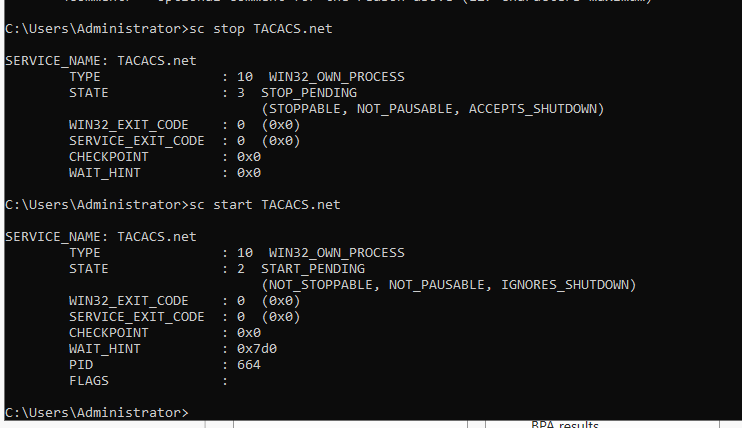 C:\Users\Administrator>sc stop TACACS.net
SERVICE_NAME: TACACS.net
TYPE : 10 WIN32_OWN_PROCESS
STATE : 3 STOP_PENDING
(STOPPABLE, NOT_PAUSABLE, ACCEPTS_SHUTDOWN)
WIN32_EXIT_CODE : 0 (0x0)
SERVICE_EXIT_CODE : 0 (0x0)
CHECKPOINT : 0x0
WAIT_HINT : 0x0
C:\Users\Administrator>sc start TACACS.net
SERVICE_NAME: TACACS.net
TYPE : 10 WIN32_OWN_PROCESS
STATE : 2 START_PENDING
(NOT_STOPPABLE, NOT_PAUSABLE, IGNORES_SHUTDOWN)
WIN32_EXIT_CODE : 0 (0x0)
SERVICE_EXIT_CODE : 0 (0x0)
CHECKPOINT : 0x0
WAIT_HINT : 0x7d0
PID : 664
FLAGS :
C:\Users\Administrator>
BPA results